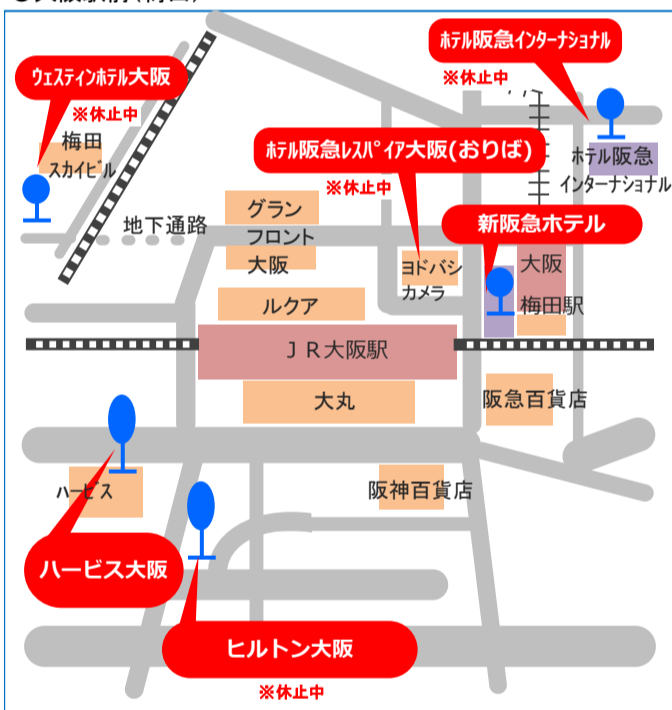 ホテル阪急インターナショナル
※休止中
ウェスティンホテル大阪
※休止中
梅田
スカイビル
ホテル阪急レスパイア大阪(おりば)
※休止中
ホテル阪急
インターナショナル
地下通路
グラン
フロント
大阪
新阪急ホテル
ヨドバシ
カメラ
大阪
梅田駅
ルクア
ＪＲ大阪駅
大丸
阪急百貨店
ハービス
阪神百貨店
ハービス大阪
ヒルトン大阪
※休止中